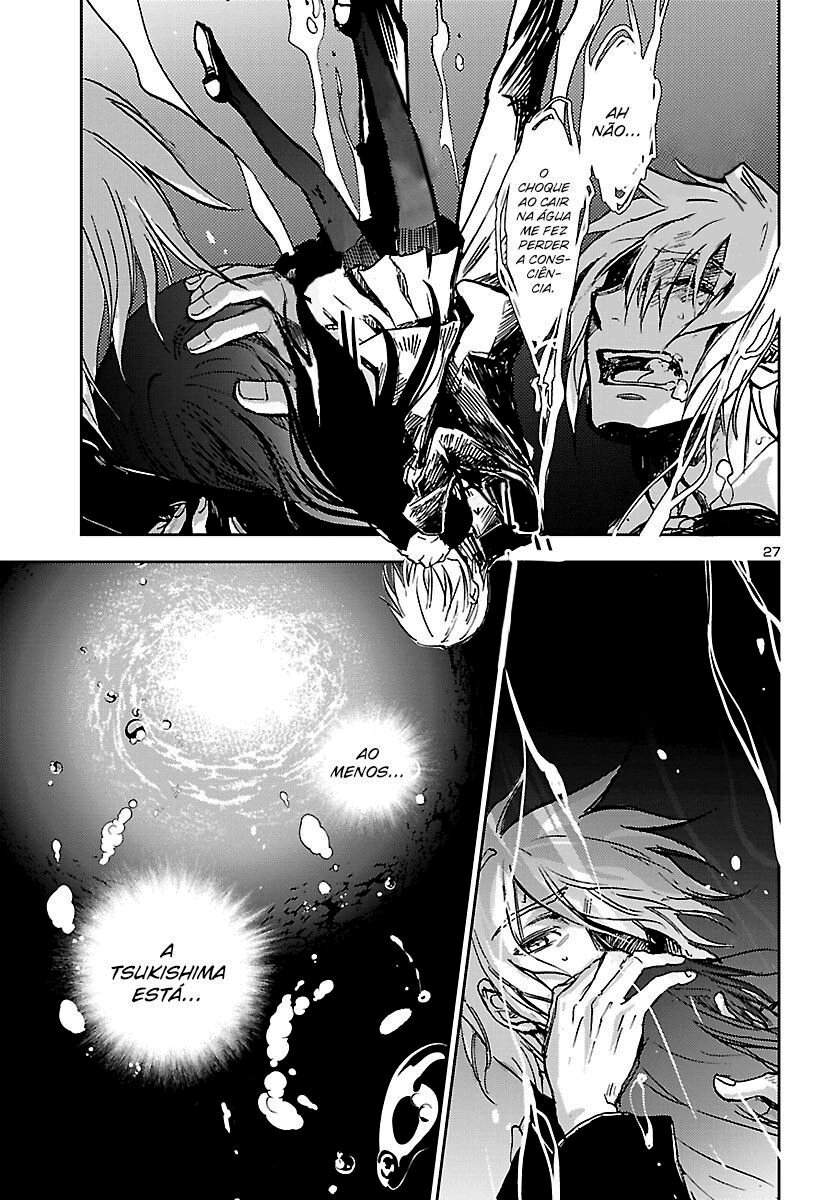 AH
NÃO...
O
CHOQUE
AO CAIR
NA ÁGUA
ME FEZ
PERDER
A CONS-
CIÊN-
CIA.
27
AO
MENOS...
A
TSUKISHIMA
ESTÁ...